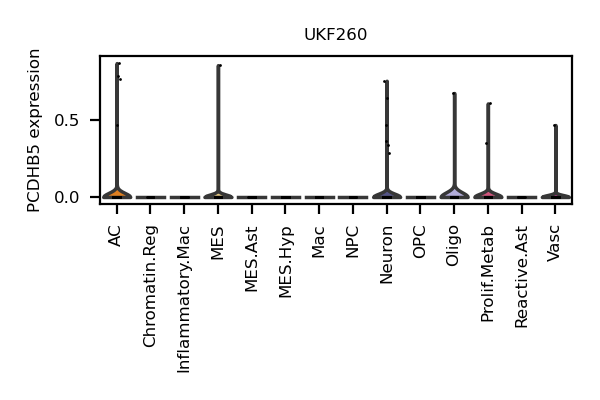 UKF260
PCDHB5 expression
0.5
0.0
AC
Chromatin.Reg
Inflammatory.Mac
MES
MES.Ast
MES.Hyp
Mac
NPC
Neuron
OPC
Oligo
Prolif.Metab
Reactive.Ast
Vasc